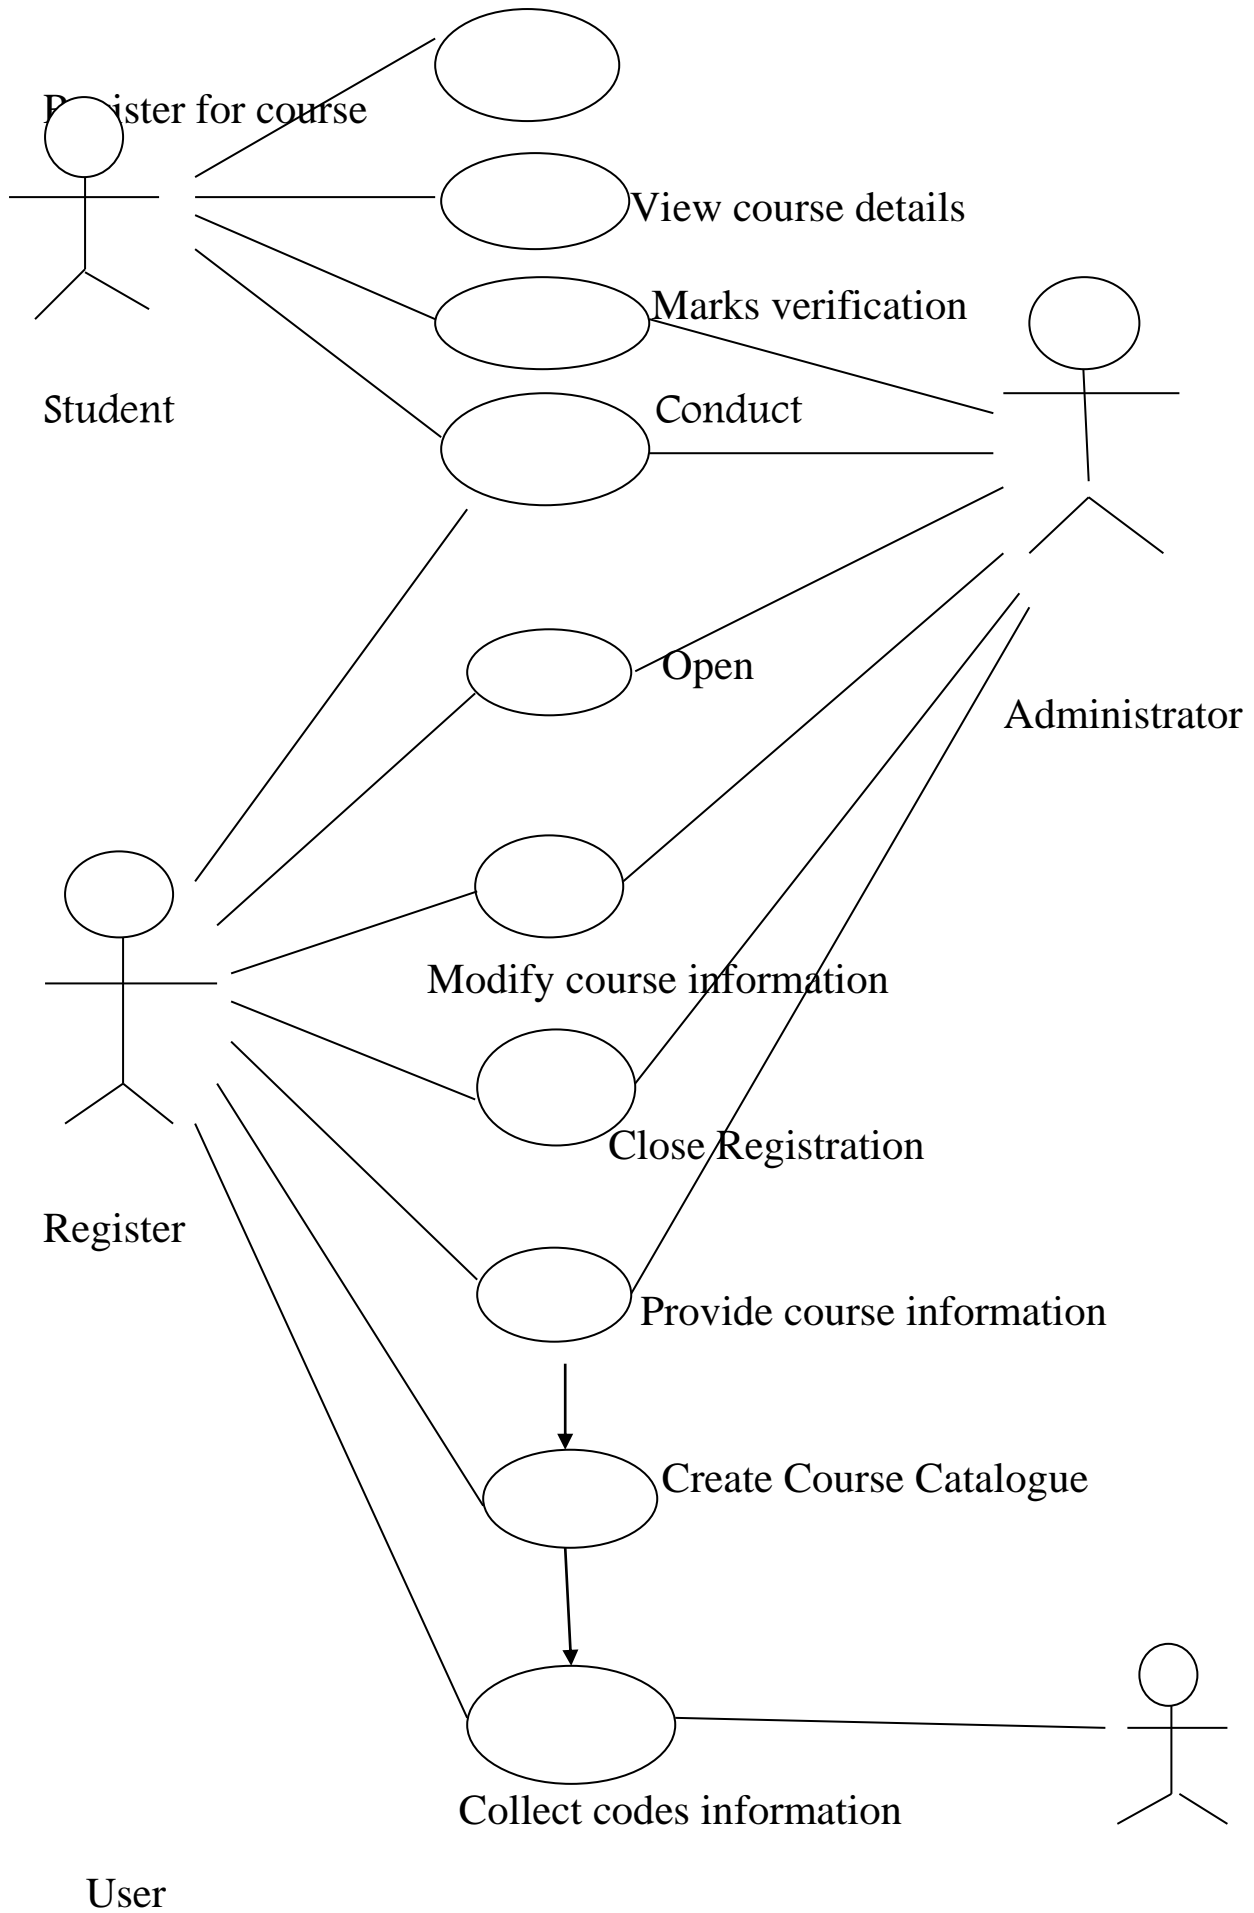 Register for course
View course details
Marks verification
Student
Conduct
Open
Administrator
Modify course information
Close Registration
Register
Provide course information
Create Course Catalogue
Collect codes information
User